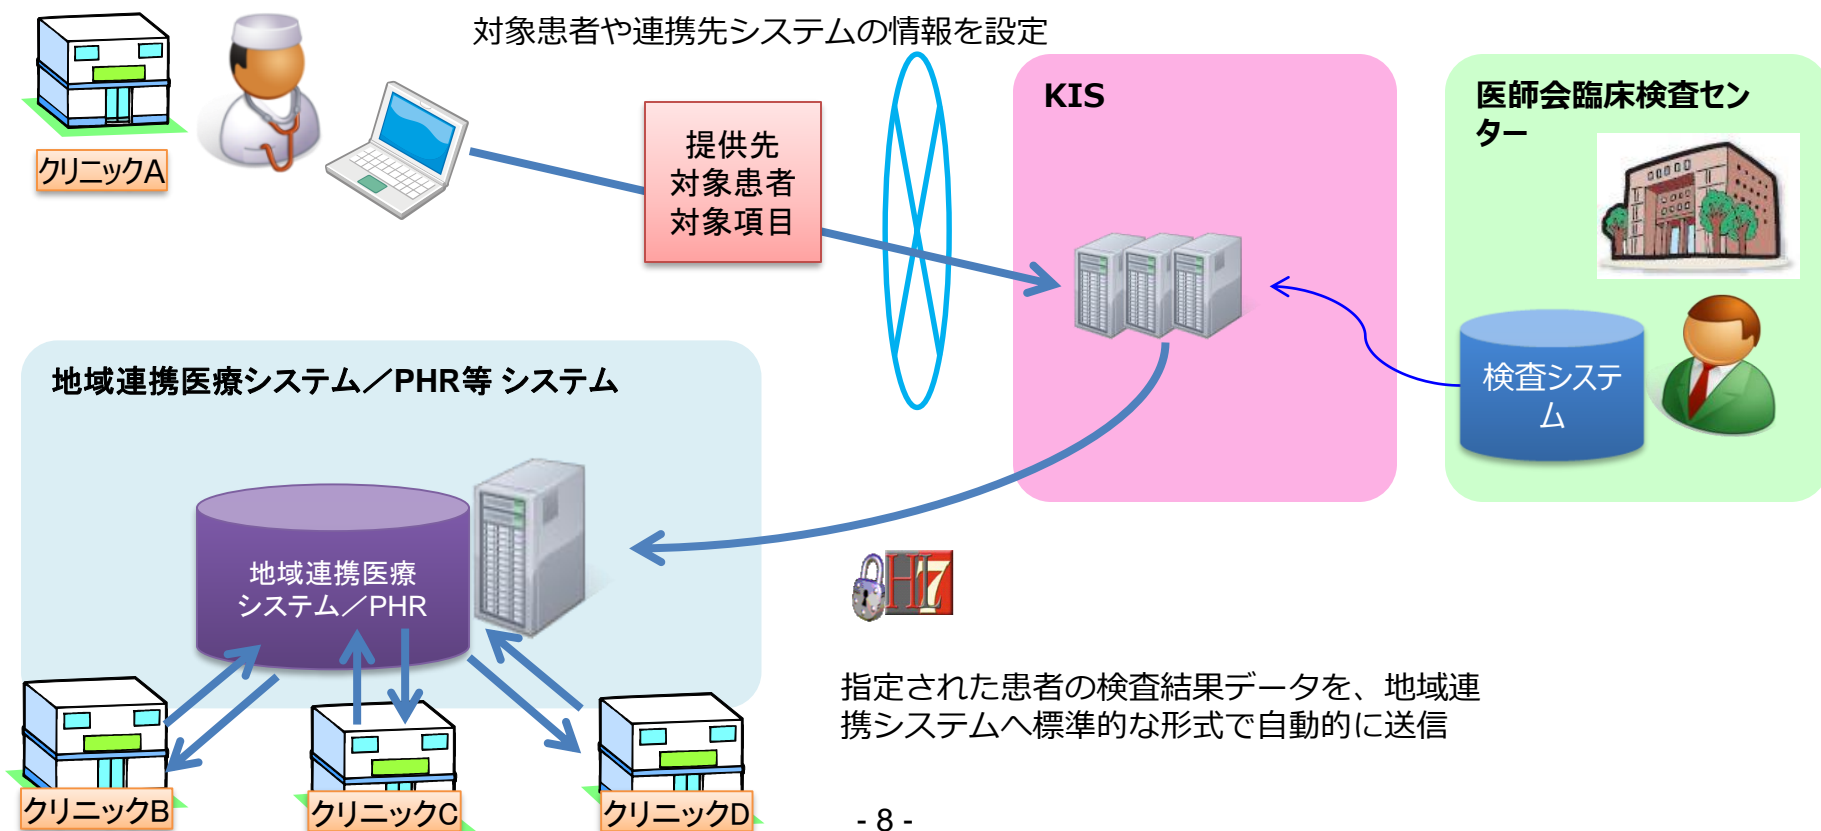 対象患者や連携先システムの情報を設定
クリニックA
提供先
対象患者
対象項目
KIS
医師会臨床検査セン
ター
検査システ
ム
地域連携医療システム／PHR等 システム
地域連携医療
システム／PHR
HL7
指定された患者の検査結果データを、地域連
携システムへ標準的な形式で自動的に送信
クリニックB
クリニックC
クリニックD
- 8 -